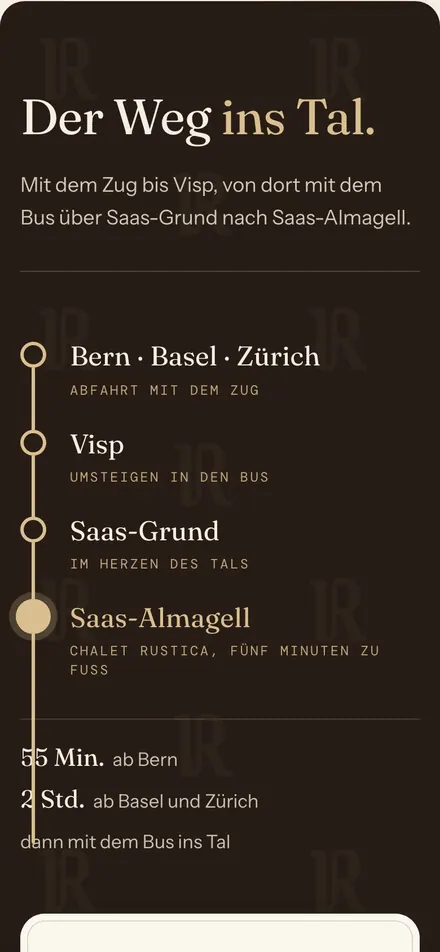 Der Weg ins Tal.
Mit dem Zug bis Visp, von dort mit dem
Bus über Saas-Grund nach Saas-Almagell.
Bern · Basel · Zürich
ABFAHRT MIT DEM ZUG
Visp
UMSTEIGEN IN DEN BUS
Saas-Grund
IM HERZEN DES TALS
Saas-Almagell
CHALET RUSTICA, FÜNF MINUTEN ZU
FUSS
55 Min. ab Bern
2 Std. ab Basel und Zürich
dann mit dem Bus ins Tal